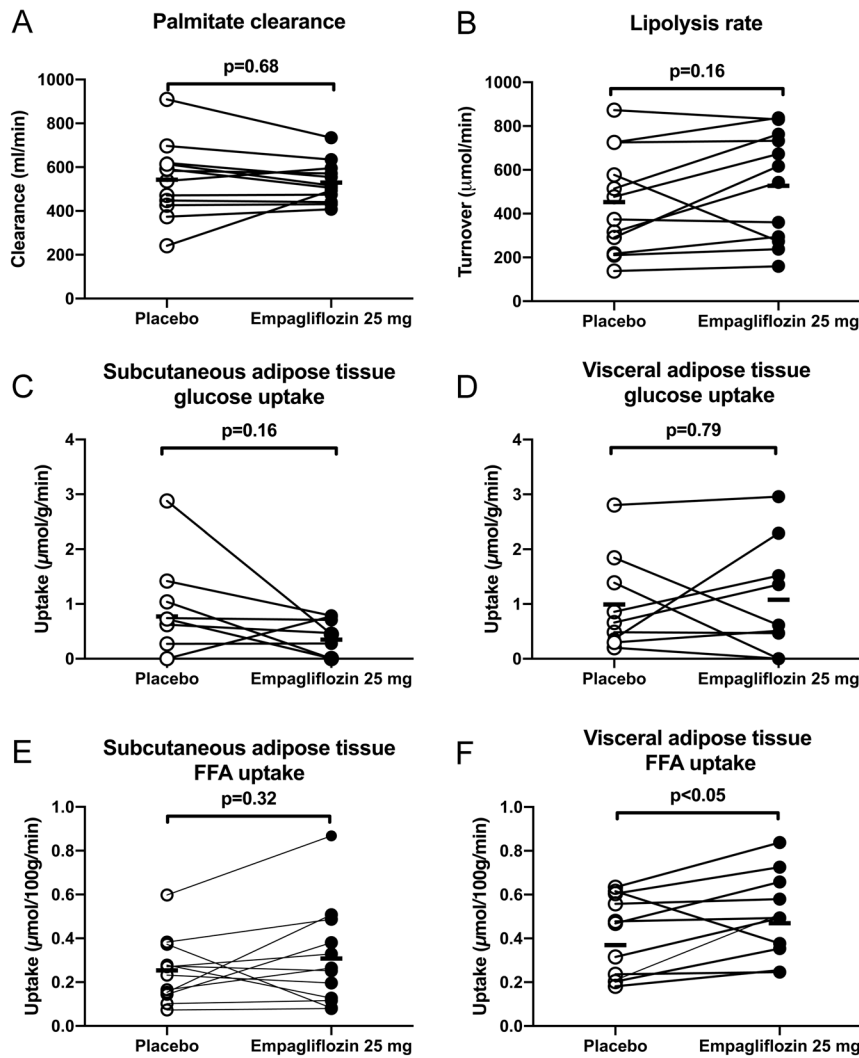 A
Palmitate clearance
p=0.68
Clearance (ml/min)
1000
800
600
400
200
0
Placebo
Empagliflozin 25 mg
B
Lipolysis rate
p=0.16
Turnover (μmol/min)
1000
800
600
400
200
0
Placebo
Empagliflozin 25 mg
C
Subcutaneous adipose tissue
glucose uptake
p=0.16
Uptake (µmol/g/min)
4
3
2
1
0
Placebo
Empagliflozin 25 mg
D
Visceral adipose tissue
glucose uptake
p=0.79
Uptake (µmol/g/min)
4
3
2
1
0
Placebo
Empagliflozin 25 mg
E
Subcutaneous adipose tissue
FFA uptake
p=0.32
Uptake (µmol/100g/min)
1.0
0.8
0.6
0.4
0.2
0.0
Placebo
Empagliflozin 25 mg
F
Visceral adipose tissue
FFA uptake
p<0.05
Uptake (µmol/100g/min)
1.0
0.8
0.6
0.4
0.2
0.0
Placebo
Empagliflozin 25 mg